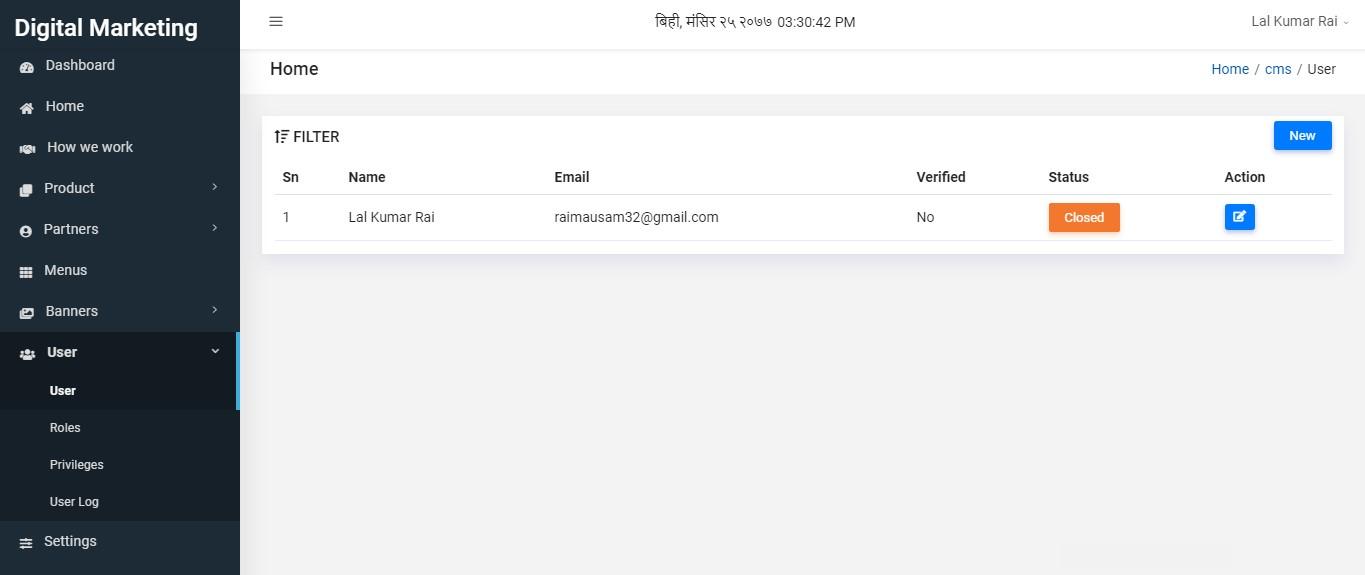 Digital Marketing
बिही, मंसिर २५ २०७७ 03:30:42 PM
Lal Kumar Rai
Dashboard
Home
How we work
Product
Partners
Menus
Banners
User
User
Roles
Privileges
User Log
Settings
Home
Home / cms / User
FILTER
New
Sn Name Email Verified Status Action
1 Lal Kumar Rai raimausam32@gmail.com No Closed